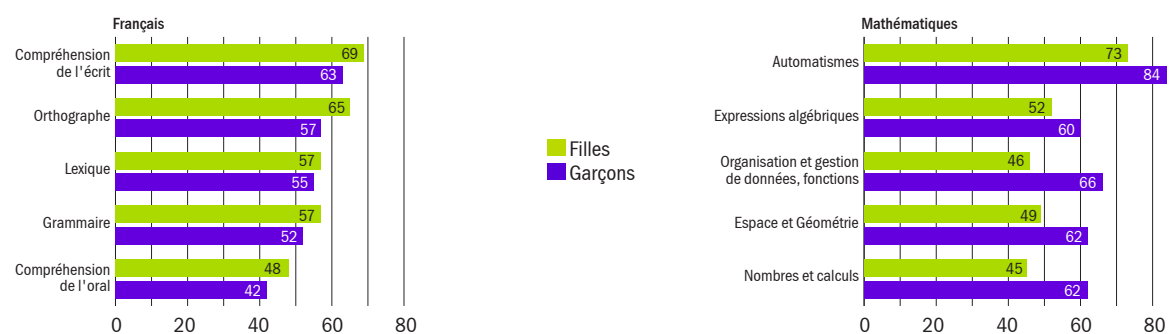 Français
Compréhension
de l'écrit
69
63
Orthographe
65
57
Lexique
57
55
Grammaire
57
52
Compréhension
de l'oral
48
42
0 20 40 60 80
Filles
Garçons
Mathématiques
Automatismes
73
84
Expressions algébriques
52
60
Organisation et gestion
de données, fonctions
46
66
Espace et Géométrie
49
62
Nombres et calculs
45
62
0 20 40 60 80